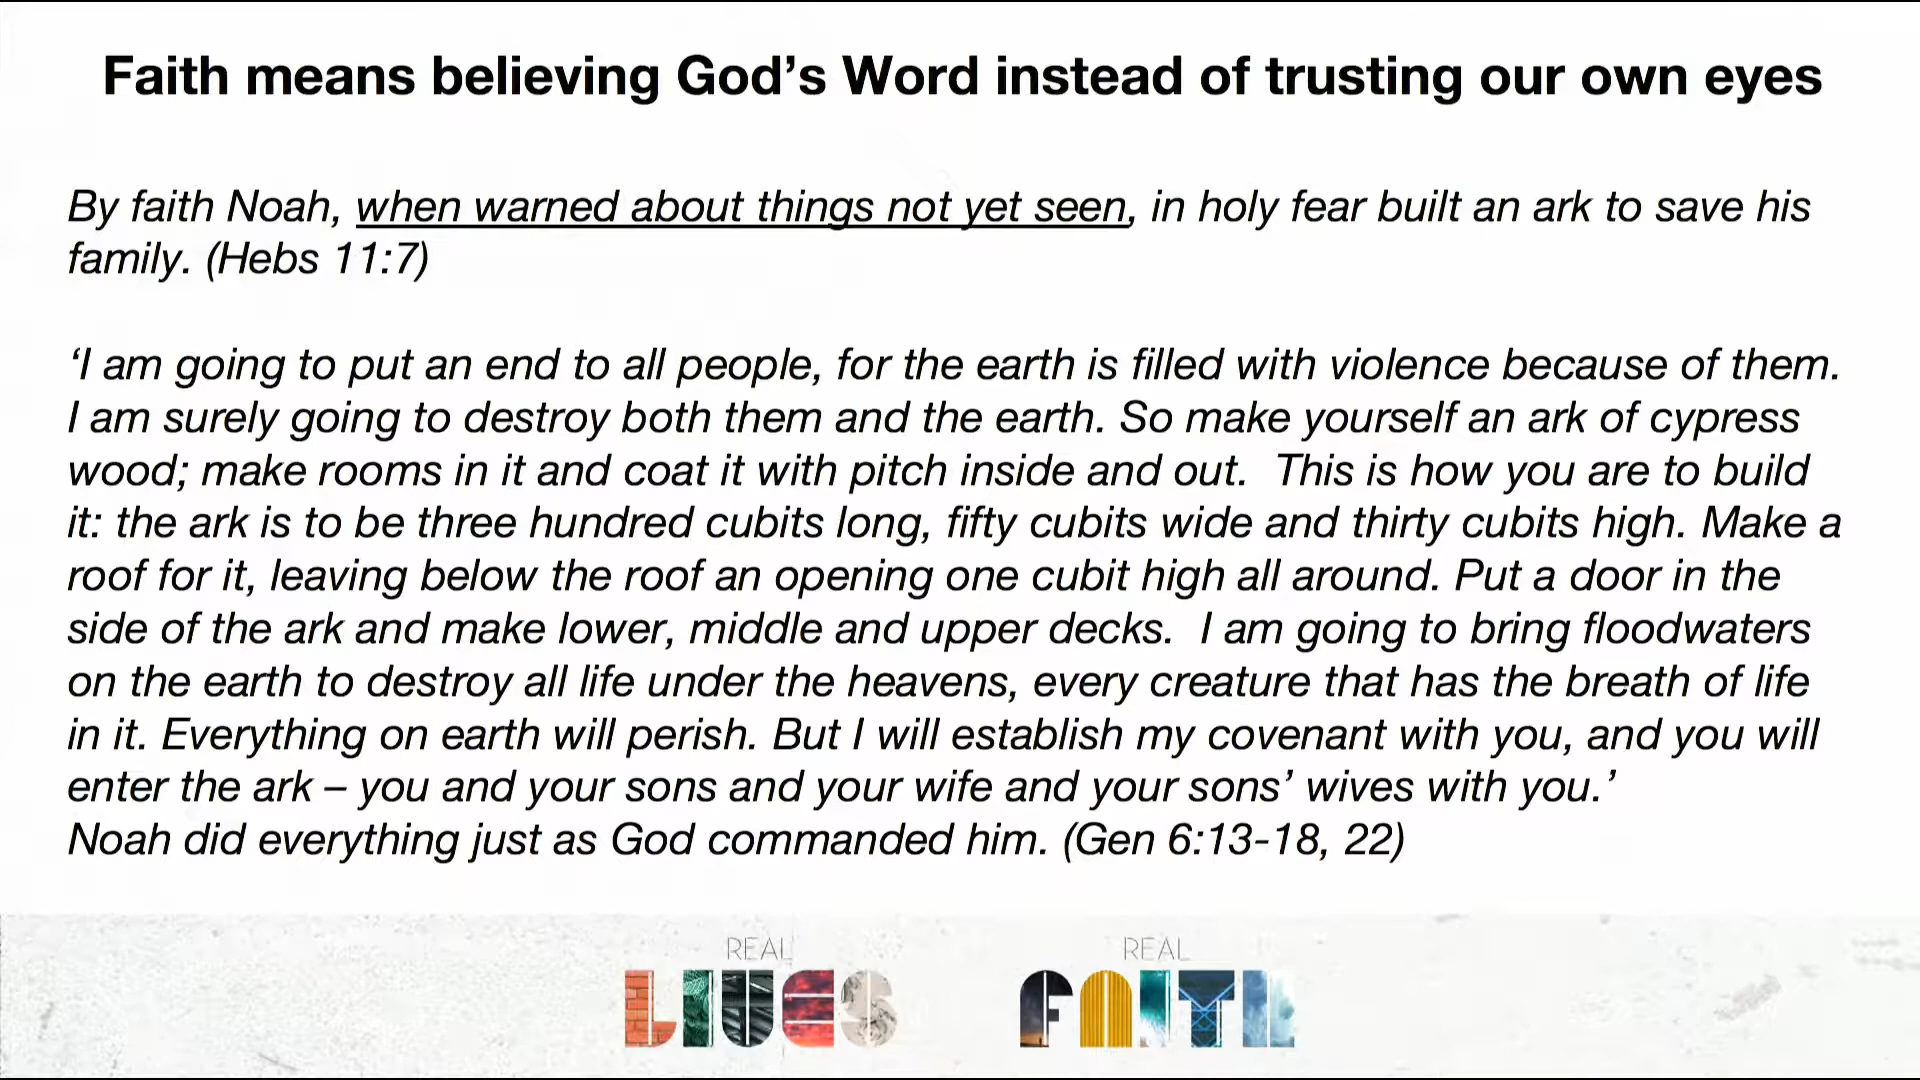 Faith means believing God’s Word instead of trusting our own eyes
By faith Noah, when warned about things not yet seen, in holy fear built an ark to save his
family. (Hebs 11:7)
‘I am going to put an end to all people, for the earth is filled with violence because of them.
I am surely going to destroy both them and the earth. So make yourself an ark of cypress
wood; make rooms in it and coat it with pitch inside and out.  This is how you are to build
it: the ark is to be three hundred cubits long, fifty cubits wide and thirty cubits high. Make a
roof for it, leaving below the roof an opening one cubit high all around. Put a door in the
side of the ark and make lower, middle and upper decks.  I am going to bring floodwaters
on the earth to destroy all life under the heavens, every creature that has the breath of life
in it. Everything on earth will perish. But I will establish my covenant with you, and you will
enter the ark – you and your sons and your wife and your sons’ wives with you.’
Noah did everything just as God commanded him. (Gen 6:13-18, 22)
REAL
LIVES
REAL
FAITH